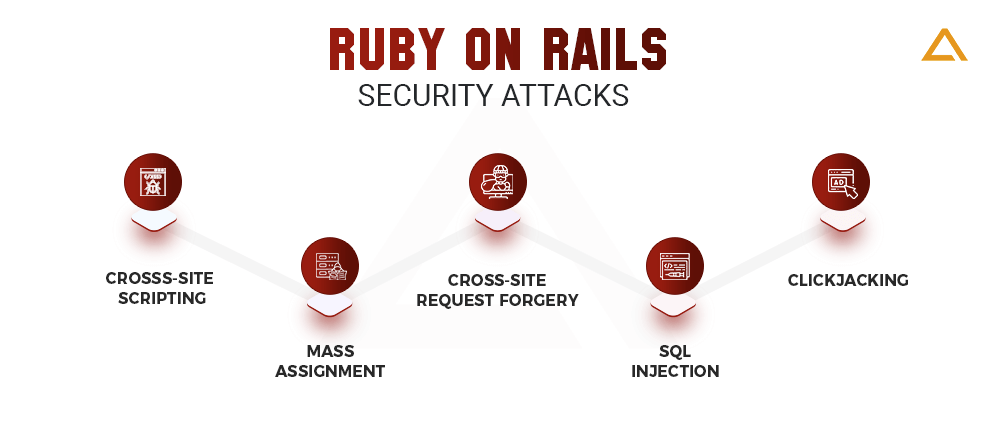 RUBY ON RAILS
SECURITY ATTACKS
CROSSS-SITE
SCRIPTING
MASS
ASSIGNMENT
CROSS-SITE
REQUEST FORGERY
SQL
INJECTION
CLICKJACKING
AD